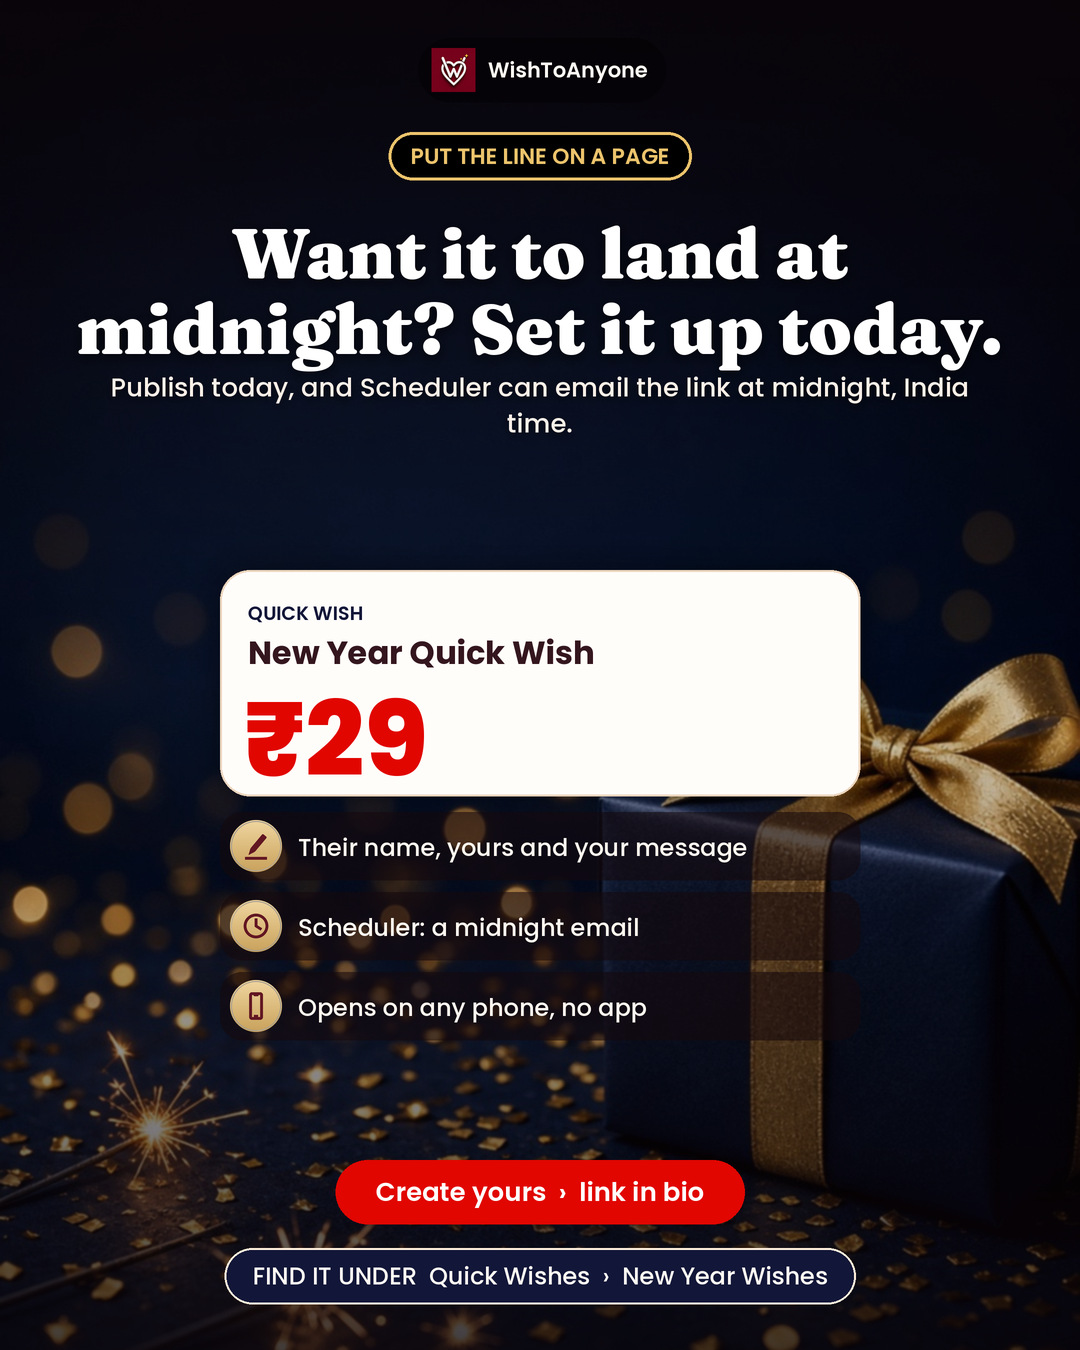 WishToAnyone
PUT THE LINE ON A PAGE
Want it to land at
midnight? Set it up today.
Publish today, and Scheduler can email the link at midnight, India
time.
QUICK WISH
New Year Quick Wish
₹29
Their name, yours and your message
Scheduler: a midnight email
Opens on any phone, no app
Create yours › link in bio
FIND IT UNDER Quick Wishes › New Year Wishes